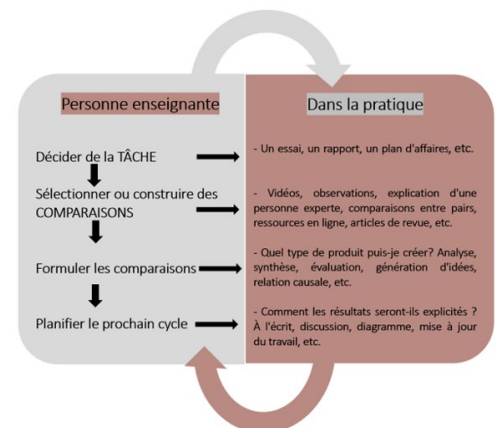 Personne enseignante
Décider de la TÂCHE
Sélectionner ou construire des
COMPARAISONS
Formuler les comparaisons
Planifier le prochain cycle
Dans la pratique
- Un essai, un rapport, un plan d'affaires, etc.
- Vidéos, observations, explication d'une
personne experte, comparaisons entre pairs,
ressources en ligne, articles de revue, etc.
- Quel type de produit puis-je créer? Analyse,
synthèse, évaluation, génération d'idées,
relation causale, etc.
- Comment les résultats seront-ils explicités ?
À l'écrit, discussion, diagramme, mise à jour
du travail, etc.